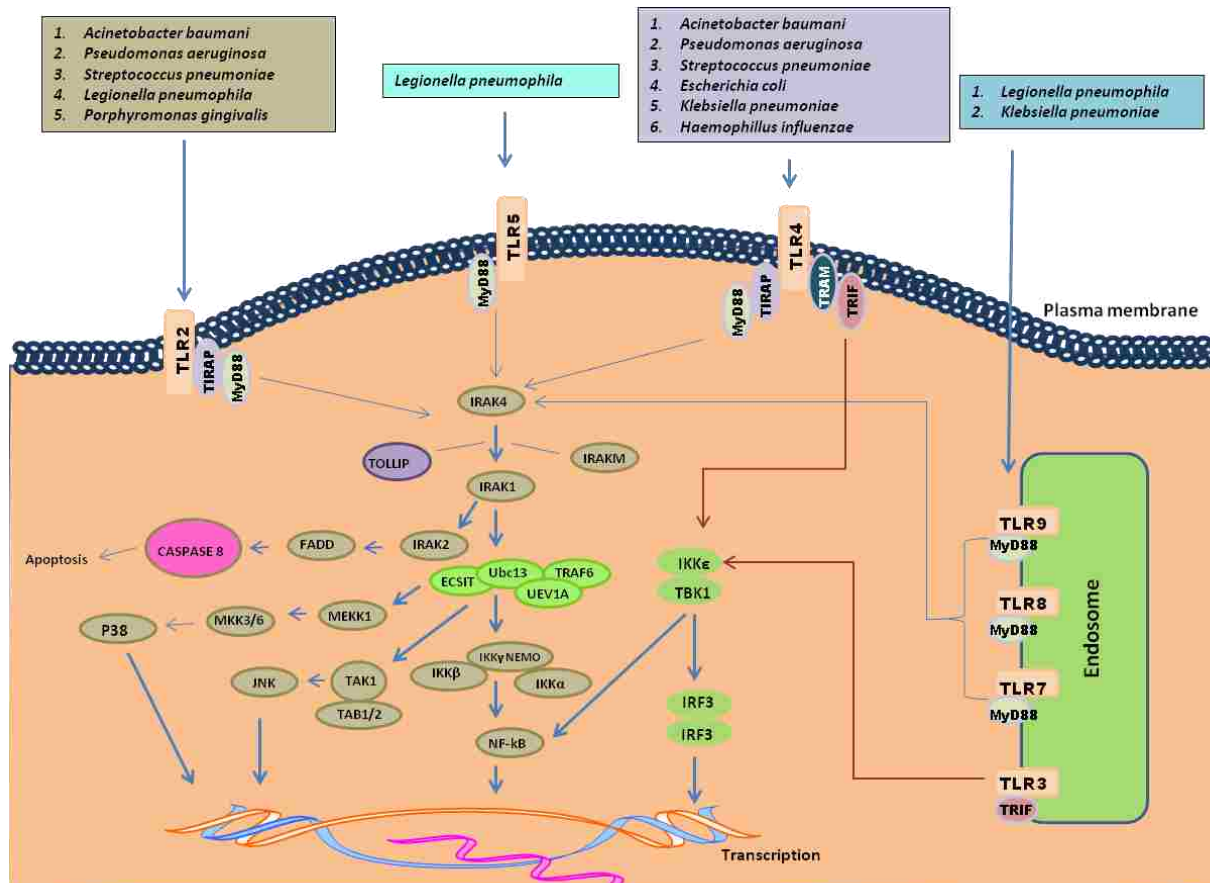 1. Acinetobacter baumani
2. Pseudomonas aeruginosa
3. Streptococcus pneumoniae
4. Legionella pneumophila
5. Porphyromonas gingivalis
Legionella pneumophila
1. Acinetobacter baumani
2. Pseudomonas aeruginosa
3. Streptococcus pneumoniae
4. Escherichia coli
5. Klebsiella pneumoniae
6. Haemophillus influenzae
1. Legionella pneumophila
2. Klebsiella pneumoniae
TLR5
MyD88
TLR4
MyD88
TIRAP
TRAM
TRIF
Plasma membrane
TLR2
TIRAP
MyD88
IRAK4
TOLLIP
IRAKM
IRAK1
Apoptosis
CASPASE 8
FADD
IRAK2
ECSIT
Ubc13
TRAF6
UEV1A
P38
MKK3/6
MEKK1
JNK
TAK1
TAB1/2
IKKγ NEMO
IKKβ
IKKα
NF-kB
IKKε
TBK1
IRF3
IRF3
TLR9
MyD88
TLR8
MyD88
TLR7
MyD88
TLR3
TRIF
Endosome
Transcription